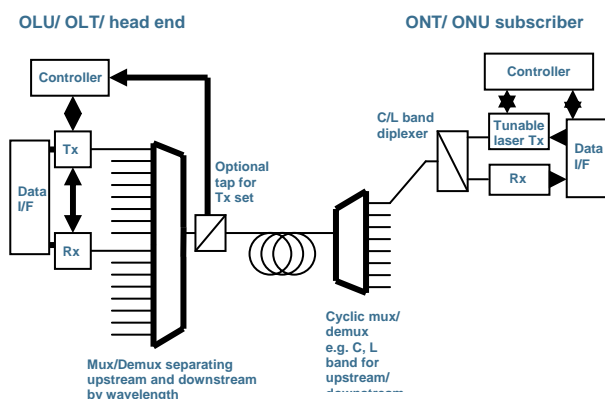 OLU/ OLT/ head end
ONT/ ONU subscriber
Controller
Tx
Data
I/F
Rx
Optional
tap for
Tx set
Mux/Demux separating
upstream and downstream
by wavelength
Cyclic mux/
demux
e.g. C, L
band for
upstream/
downstream
C/L band
diplexer
Controller
Tunable
laser Tx
Rx
Data
I/F